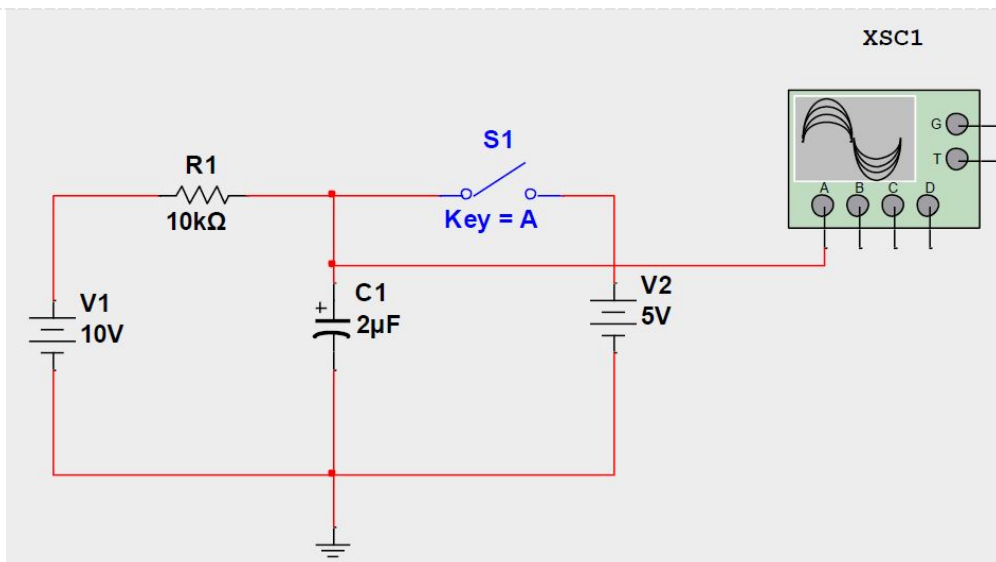 XSC1
G
T
A B C D
S1
Key = A
R1
10kΩ
V1
10V
+
C1
2µF
V2
5V